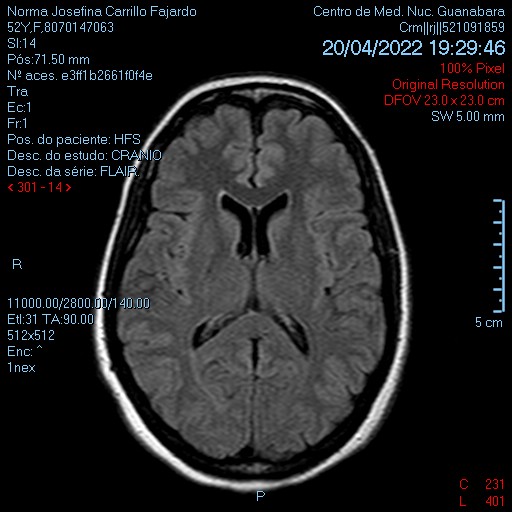 Norma Josefina Carrillo Fajardo
52Y,F,8070147063
Sl:14
Pós:71.50 mm
Nº aces. e3ff1b2661f0f4e
Tra
Ec:1
Fr:1
Pos. do paciente: HFS
Desc. do estudo: CRANIO
Desc. da série: FLAIR.
< 301 - 14 >
Centro de Med. Nuc. Guanabara
Crm||rj||521091859
20/04/2022 19:29:46
100% Pixel
Original Resolution
DFOV 23.0 x 23.0 cm
SW 5.00 mm
R
5 cm
11000.00/2800.00/140.00
Etl:31 TA:90.00
512x512
Enc: ^
1nex
P
C 231
L 401